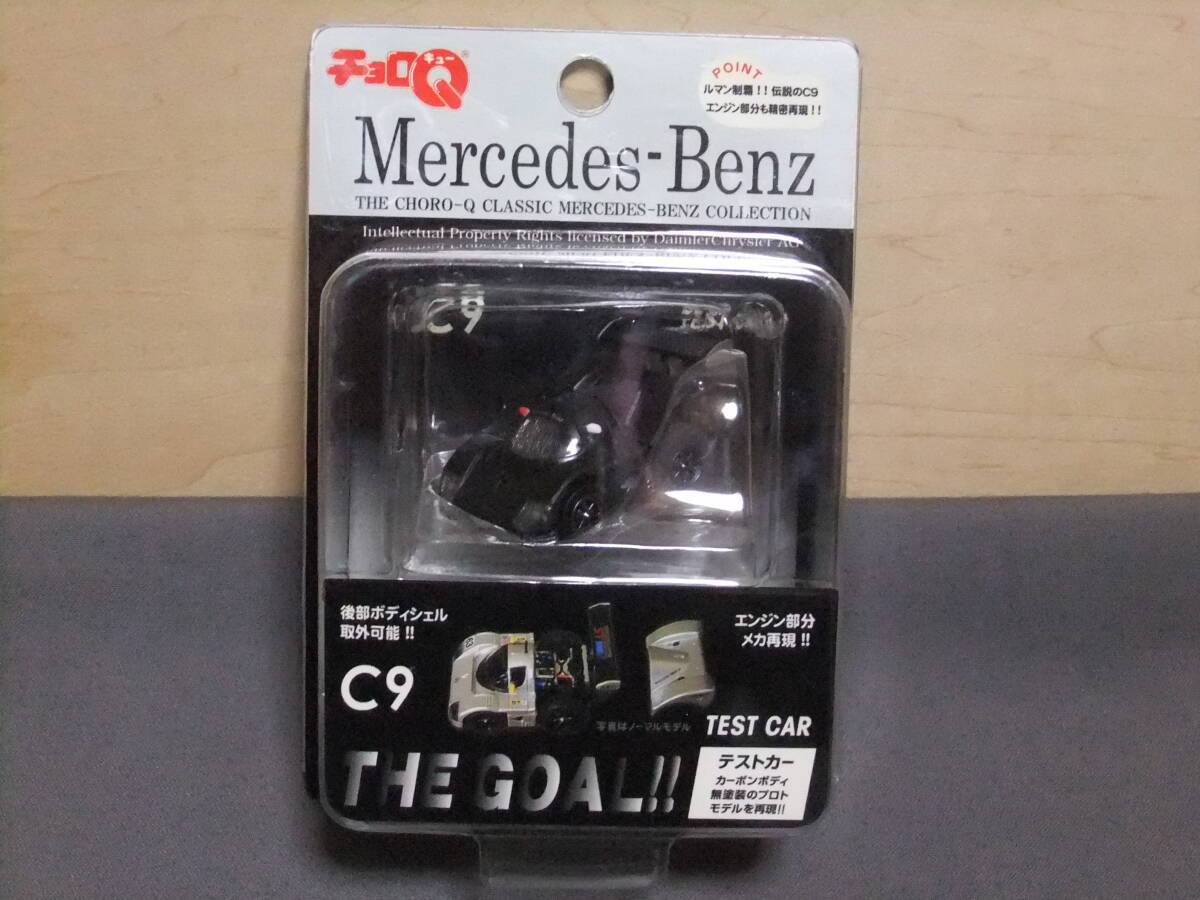 チョロQ
キュー
®
POINT
ルマン制覇!!伝説のC9
エンジン部分も精密再現!!
Mercedes-Benz
THE CHORO-Q CLASSIC MERCEDES-BENZ COLLECTION
Intellectual Property Rights licensed by DaimlerChrysler AG
C9
後部ボディシェル
取外可能!!
エンジン部分
メカ再現!!
C9
写真はノーマルモデル
TEST CAR
THE GOAL!!
テストカー
カーボンボディ
無塗装のプロト
モデルを再現!!